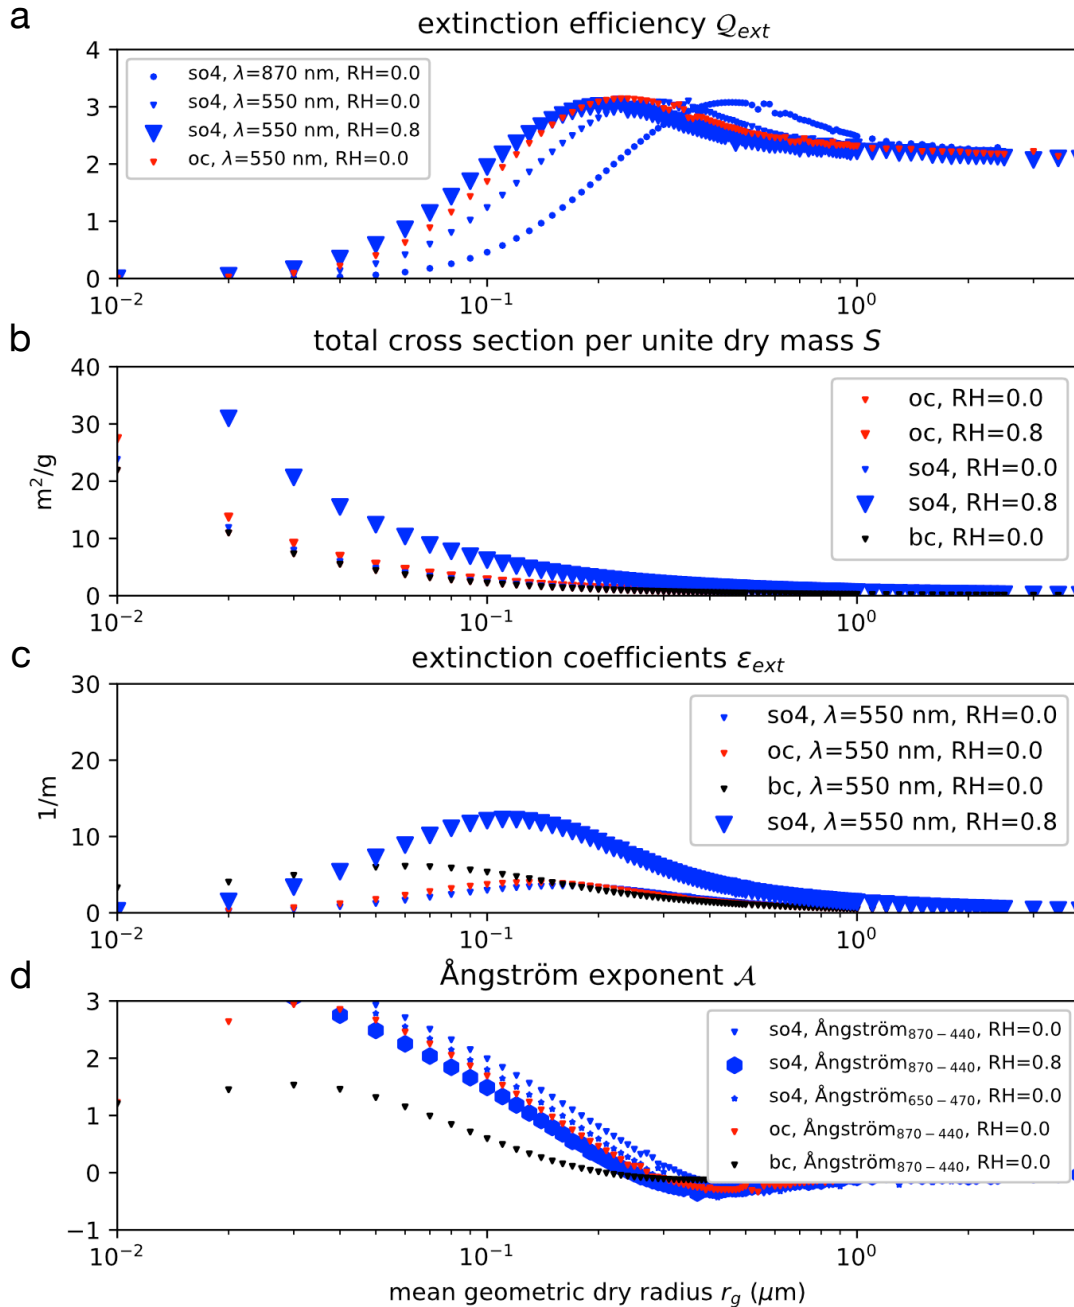 a
extinction efficiency Q_ext
4
3
2
1
0
so4, λ=870 nm, RH=0.0
so4, λ=550 nm, RH=0.0
so4, λ=550 nm, RH=0.8
oc, λ=550 nm, RH=0.0
10⁻² 10⁻¹ 10⁰
b
total cross section per unite dry mass S
m²/g
40
30
20
10
0
oc, RH=0.0
oc, RH=0.8
so4, RH=0.0
so4, RH=0.8
bc, RH=0.0
10⁻² 10⁻¹ 10⁰
c
extinction coefficients ε_ext
1/m
30
20
10
0
so4, λ=550 nm, RH=0.0
oc, λ=550 nm, RH=0.0
bc, λ=550 nm, RH=0.0
so4, λ=550 nm, RH=0.8
10⁻² 10⁻¹ 10⁰
d
Ångström exponent A
3
2
1
0
−1
so4, Ångström₈₇₀₋₄₄₀, RH=0.0
so4, Ångström₈₇₀₋₄₄₀, RH=0.8
so4, Ångström₆₅₀₋₄₇₀, RH=0.0
oc, Ångström₈₇₀₋₄₄₀, RH=0.0
bc, Ångström₈₇₀₋₄₄₀, RH=0.0
10⁻² 10⁻¹ 10⁰
mean geometric dry radius r_g (μm)